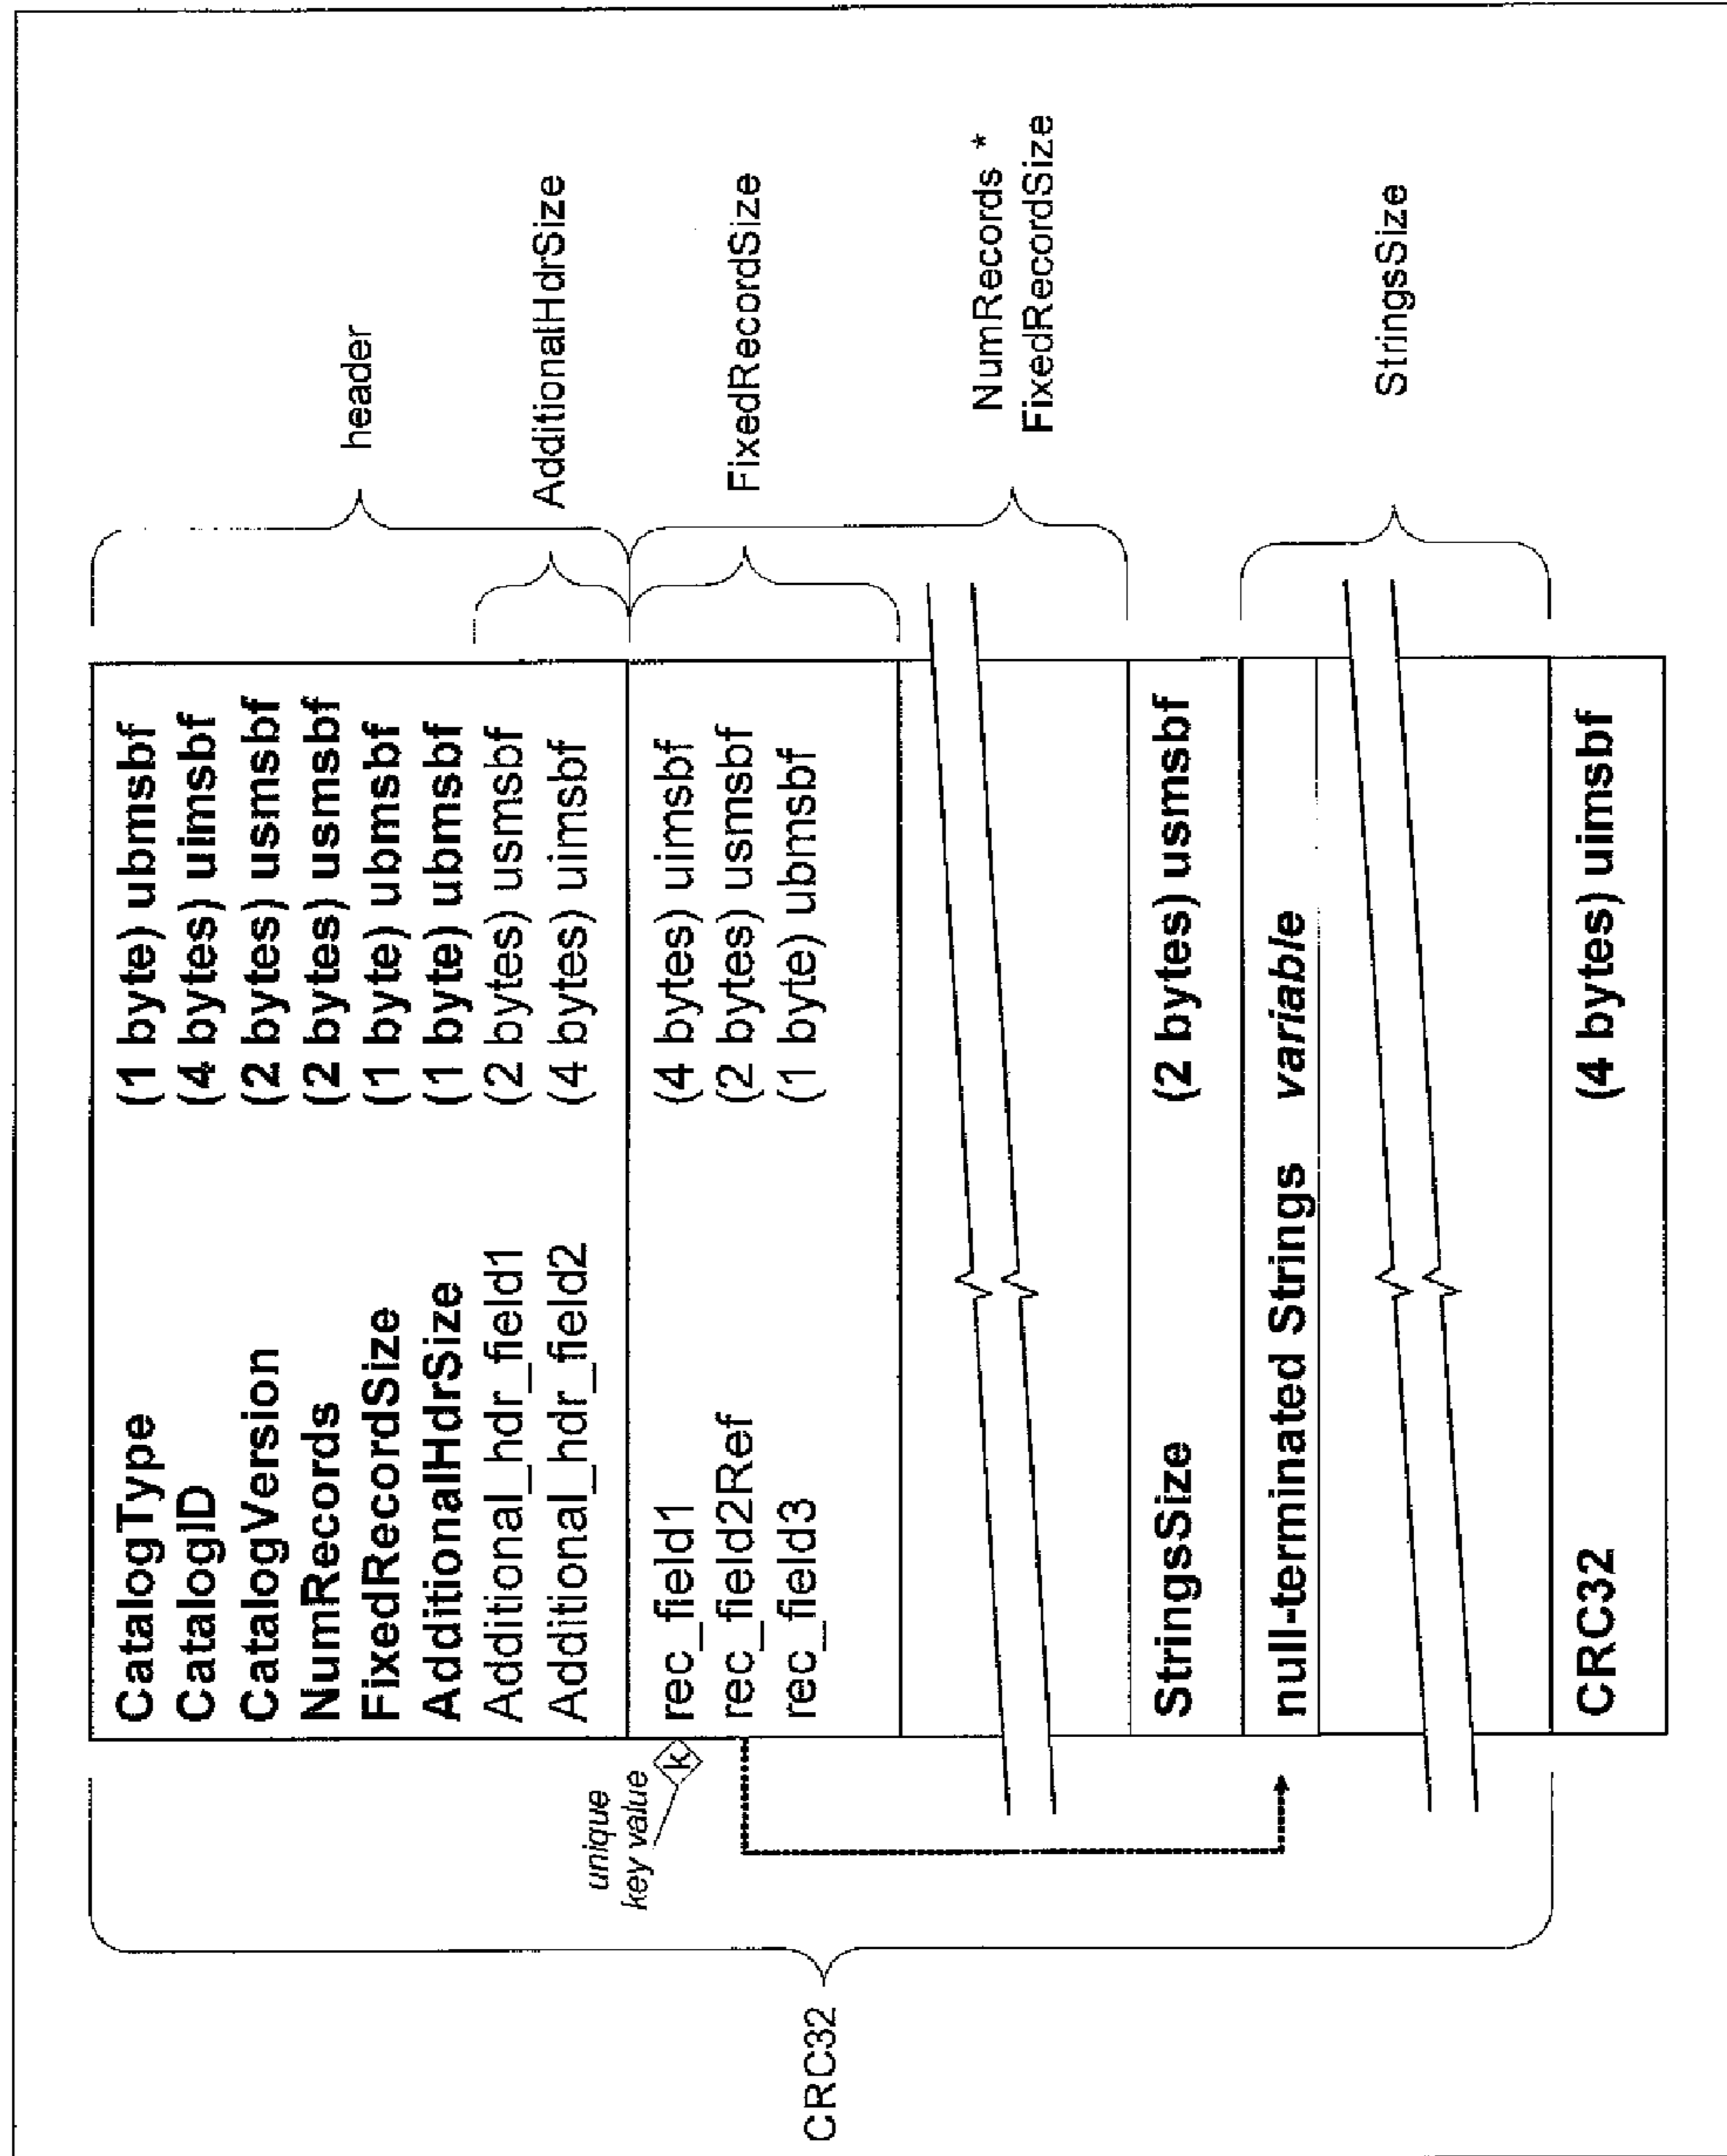 CatalogType (1 byte) ubmsbf
CatalogID (4 bytes) uimsbf
CatalogVersion (2 bytes) usmsbf
NumRecords (2 bytes) usmsbf
FixedRecordSize (1 byte) ubmsbf
AdditionalHdrSize (1 byte) ubmsbf
Additional_hdr_field1 (2 bytes) usmsbf
Additional_hdr_field2 (4 bytes) uimsbf
header
AdditionalHdrSize
unique
key value
k
rec_field1 (4 bytes) uimsbf
rec_field2Ref (2 bytes) usmsbf
rec_field3 (1 byte) ubmsbf
FixedRecordSize
NumRecords *
FixedRecordSize
CRC32
StringsSize (2 bytes) usmsbf
null-terminated Strings variable
StringsSize
CRC32 (4 bytes) uimsbf